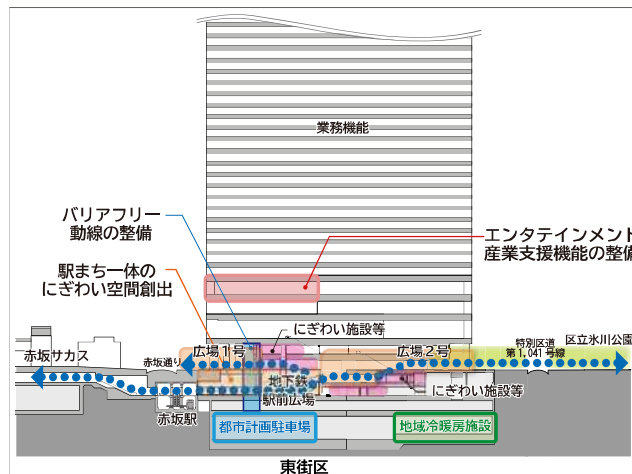 業務機能
バリアフリー
動線の整備
エンタテインメント
産業支援機能の整備
駅まち一体の
にぎわい空間創出
にぎわい施設等
赤坂サカス
赤坂通り
広場1号
広場2号
特別区道
第1,041号線
区立氷川公園
地下鉄
駅前広場
にぎわい施設等
赤坂駅
都市計画駐車場
地域冷暖房施設
東街区